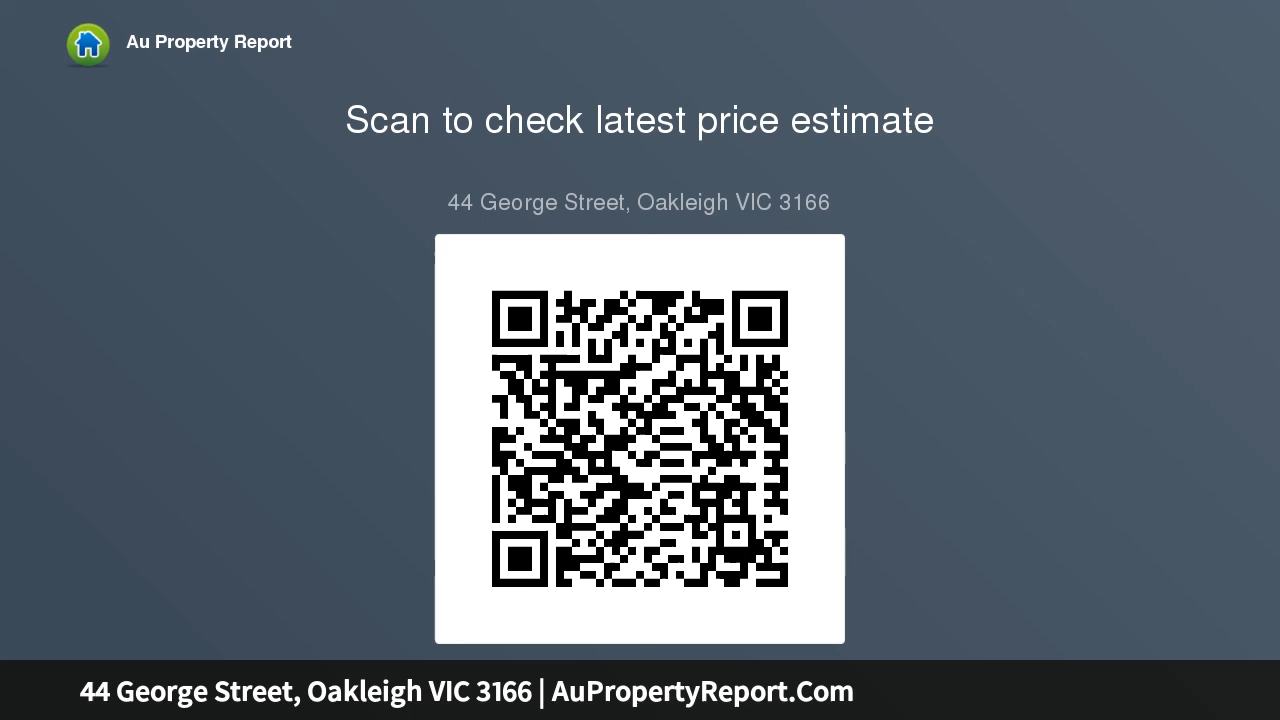 Au Property Report
Scan to check latest price estimate
44 George Street, Oakleigh VIC 3166
44 George Street, Oakleigh VIC 3166 | AuPropertyReport.Com